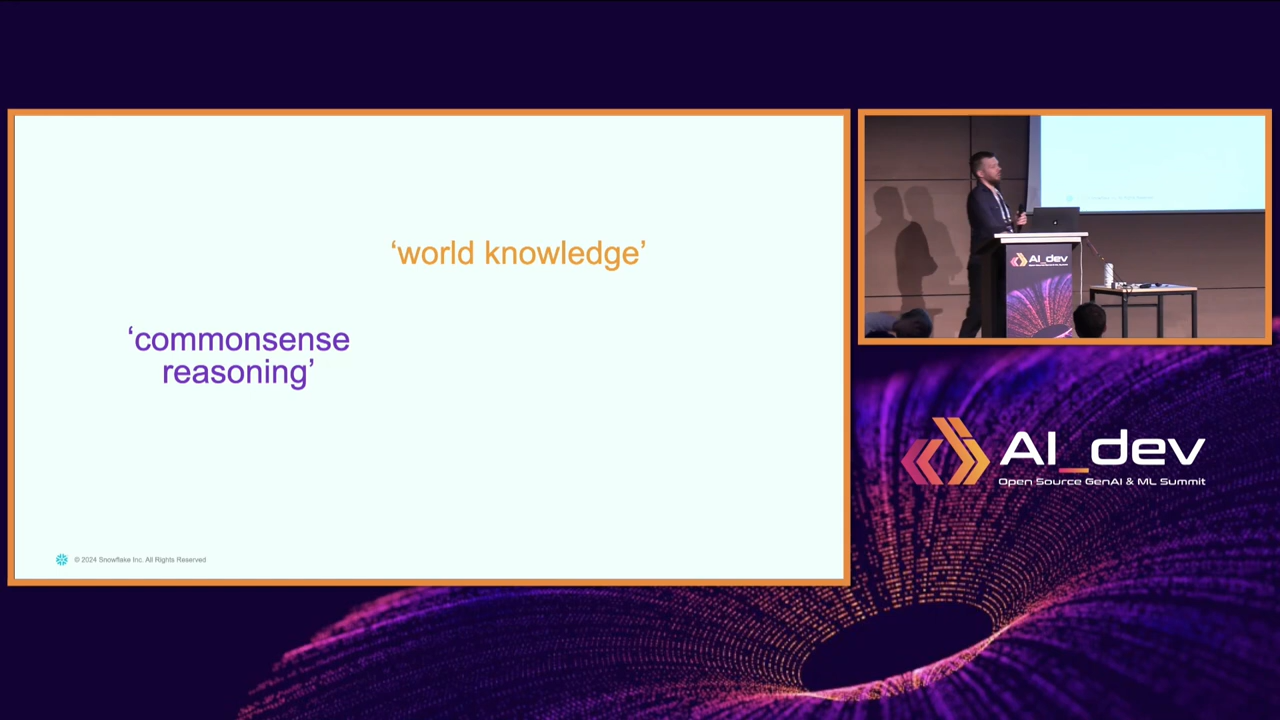 ‘world knowledge’
‘commonsense
reasoning’
© 2024 Snowflake Inc. All Rights Reserved
AI_dev
AI_dev
Open Source GenAI & ML Summit